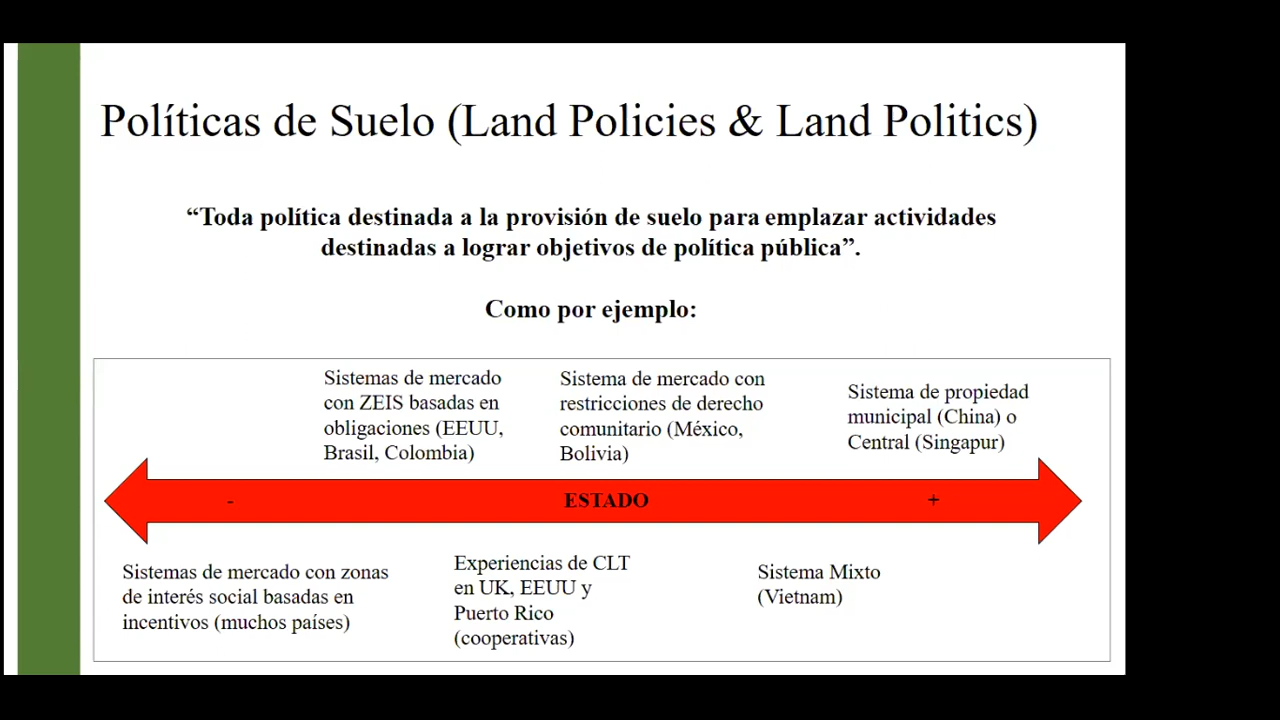 Políticas de Suelo (Land Policies & Land Politics)
“Toda política destinada a la provisión de suelo para emplazar actividades
destinadas a lograr objetivos de política pública”.
Como por ejemplo:
Sistemas de mercado
con ZEIS basadas en
obligaciones (EEUU,
Brasil, Colombia)
Sistema de mercado con
restricciones de derecho
comunitario (México,
Bolivia)
Sistema de propiedad
municipal (China) o
Central (Singapur)
- ESTADO +
Sistemas de mercado con zonas
de interés social basadas en
incentivos (muchos países)
Experiencias de CLT
en UK, EEUU y
Puerto Rico
(cooperativas)
Sistema Mixto
(Vietnam)